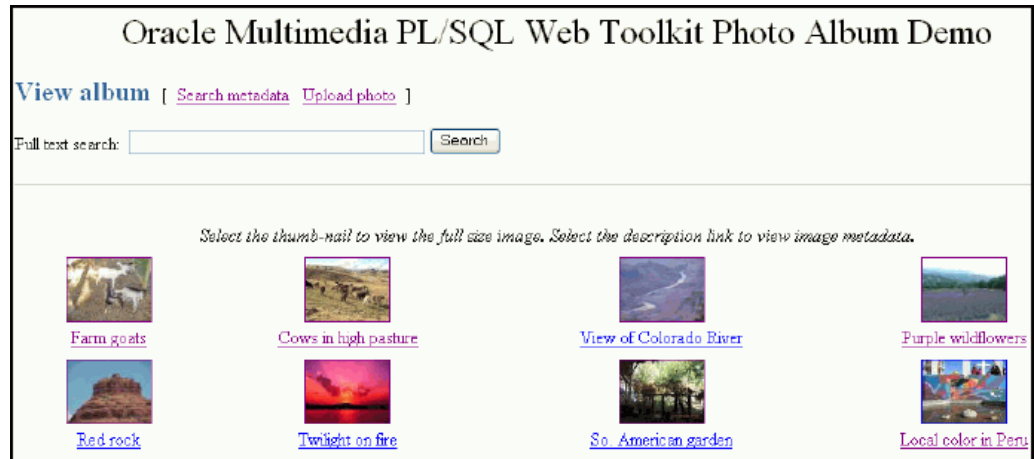 Oracle Multimedia PL/SQL Web Toolkit Photo Album Demo
View album [ Search metadata Upload photo ]
Full text search: Search
Select the thumb-nail to view the full size image. Select the description link to view image metadata.
Farm goats Cows in high pasture View of Colorado River Purple wildflowers
Red rock Twilight on fire So. American garden Local color in Peru